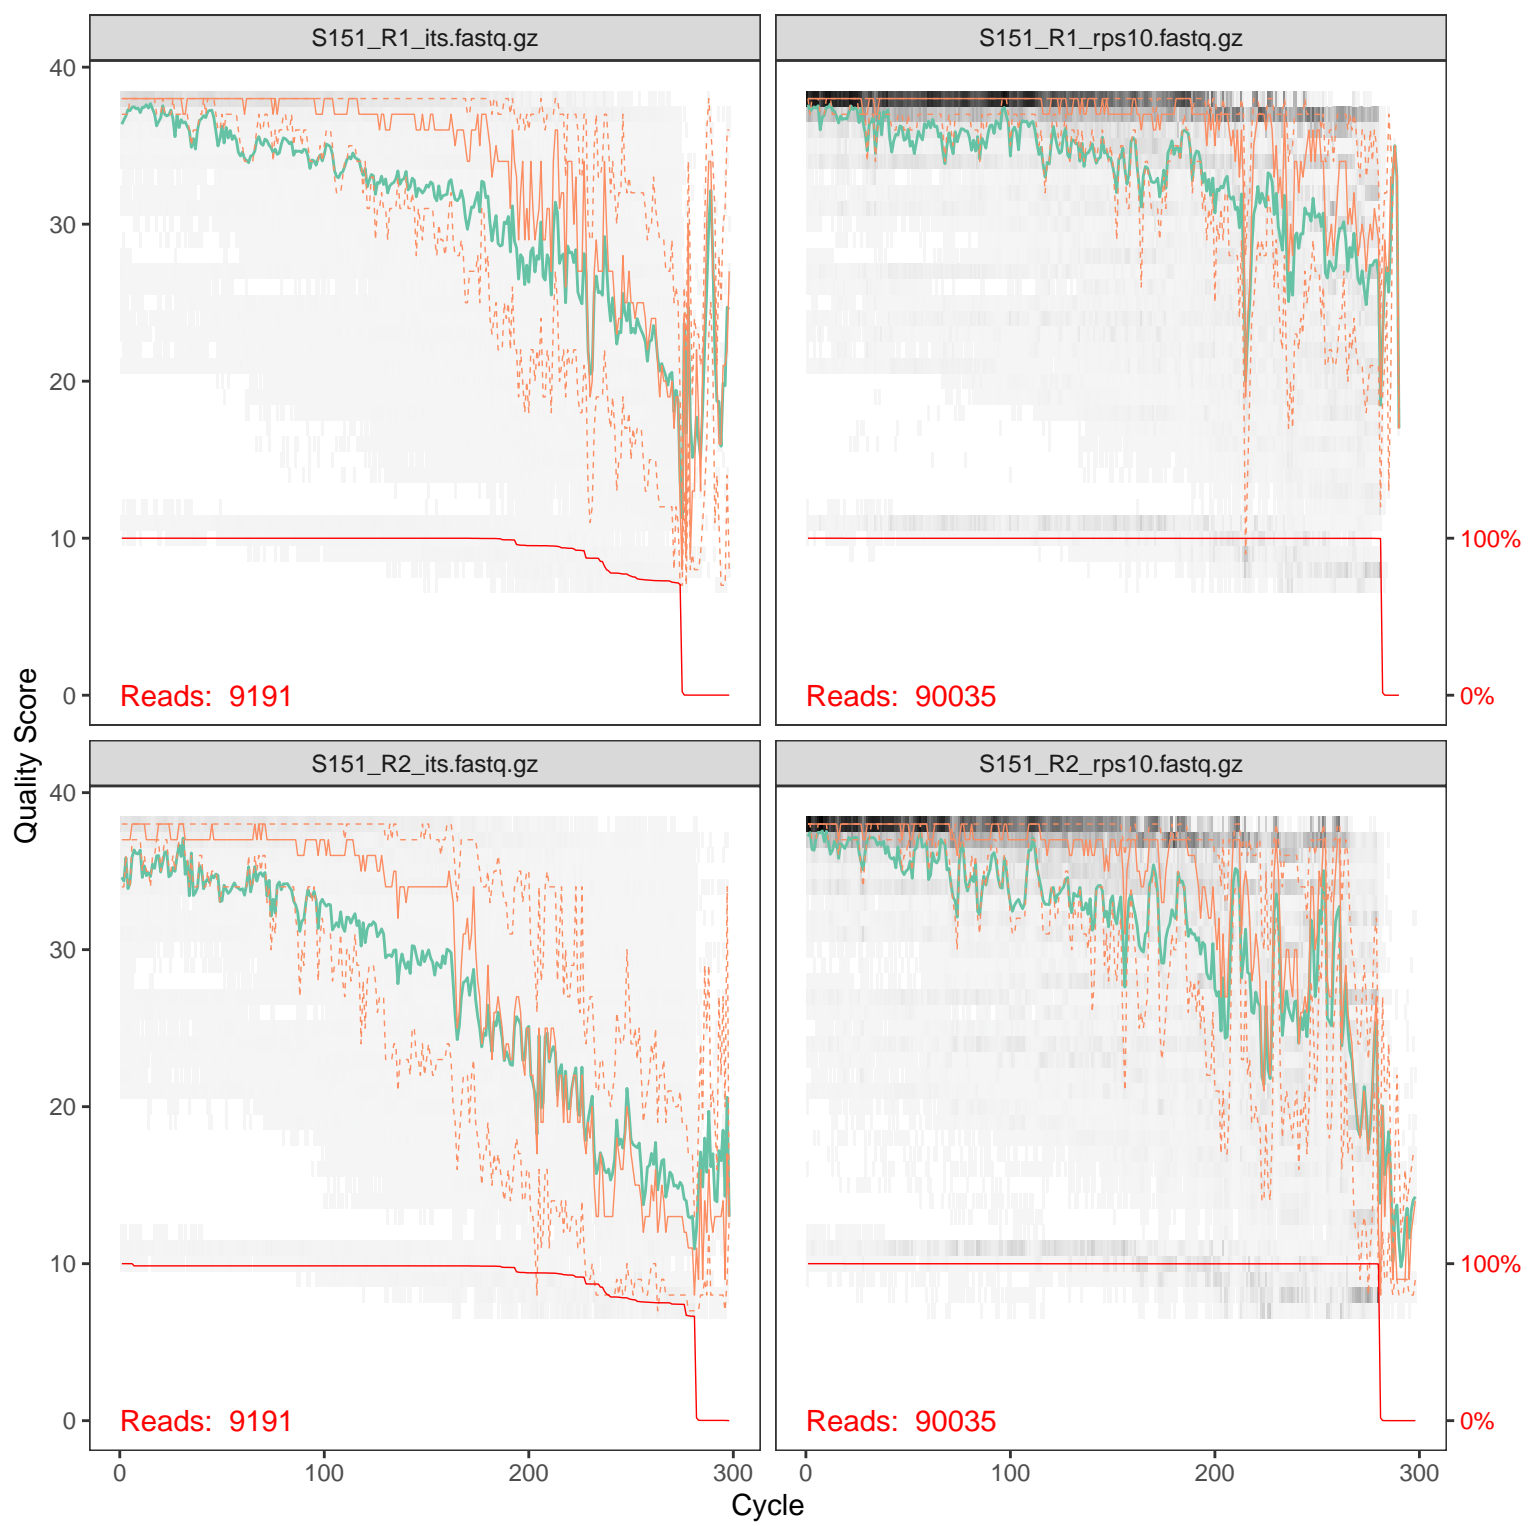 S151_R1_its.fastq.gz
S151_R1_rps10.fastq.gz
40
30
20
10
0
Reads: 9191
Reads: 90035
100%
0%
Quality Score
S151_R2_its.fastq.gz
S151_R2_rps10.fastq.gz
40
30
20
10
0
Reads: 9191
Reads: 90035
100%
0%
0 100 200 300
0 100 200 300
Cycle